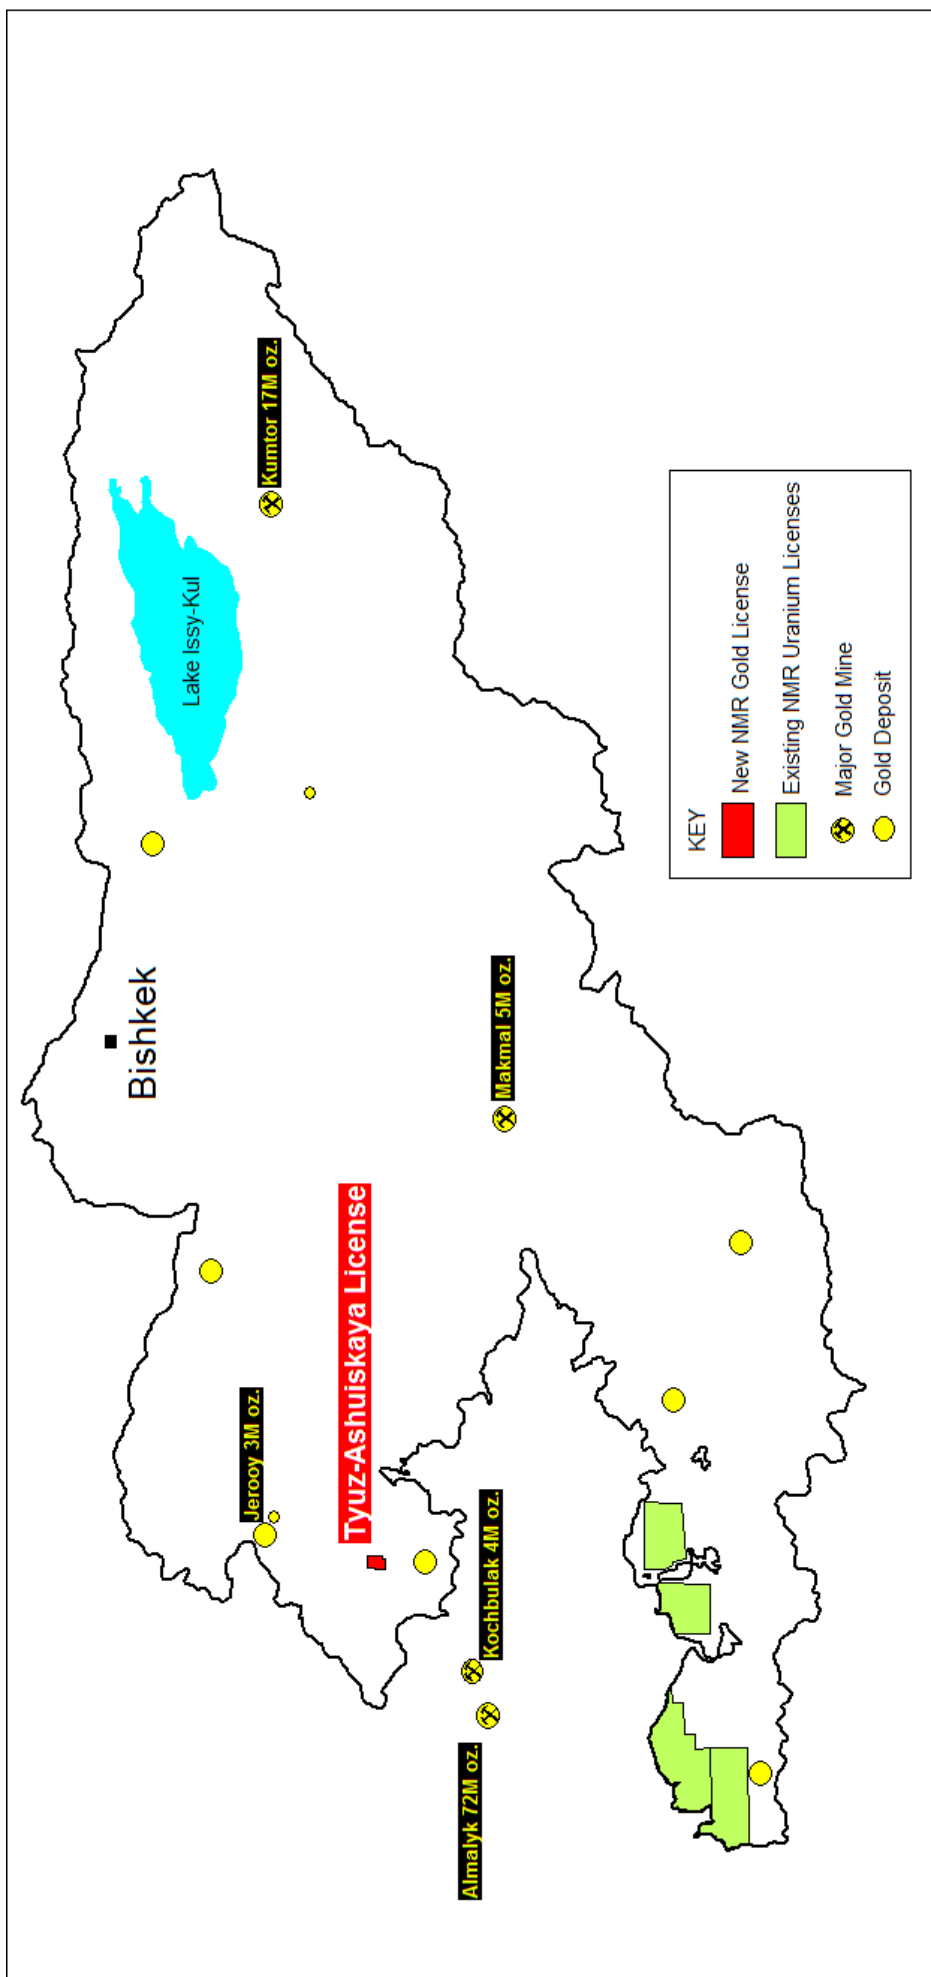 Bishkek
Lake Issy-Kul
Jerooy 3M oz.
Kumtor 17M oz.
Tyuz-Ashuiskaya License
Almalyk 72M oz.
Kochbulak 4M oz.
Makmal 5M oz.
KEY
New NMR Gold License
Existing NMR Uranium Licenses
Major Gold Mine
Gold Deposit